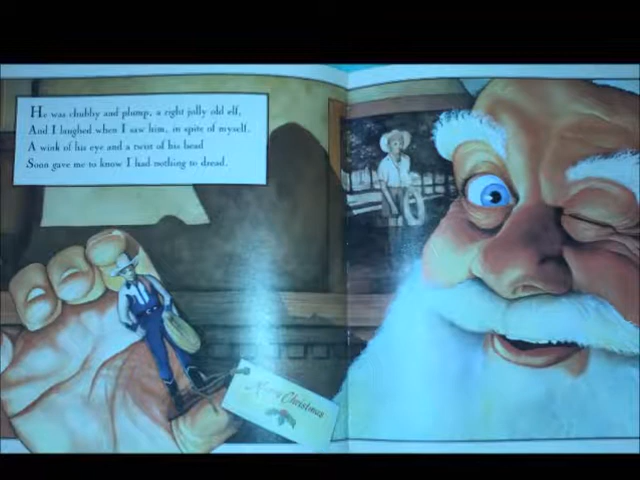 He was chubby and plump, a right jolly old elf,
And I laughed when I saw him, in spite of myself.
A wink of his eye and a twist of his head
Soon gave me to know I had nothing to dread.
Merry Christmas